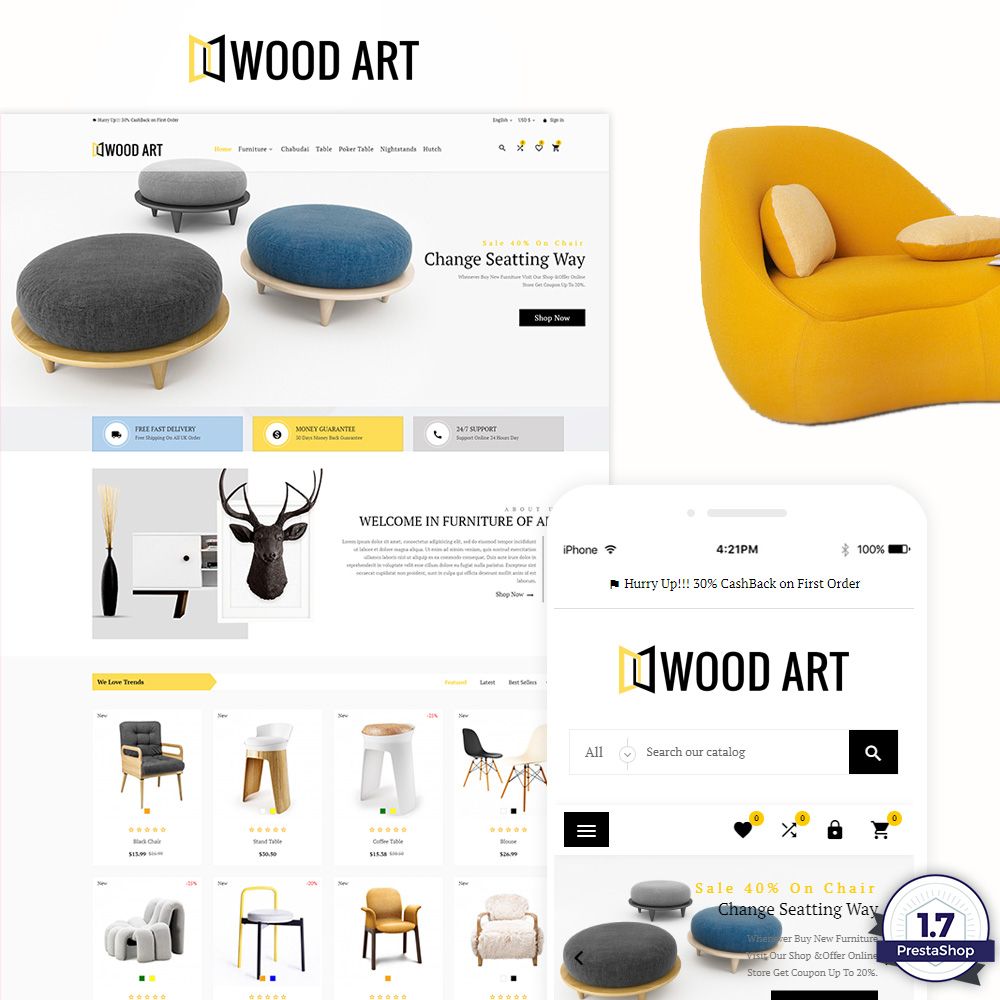 WOOD ART
Hurry Up!!! 30% CashBack on First Order
English USD $ Sign in
WOOD ART
Home Furniture Chabudai Table Poker Table Nightstands Hutch
0 0 0
Sale 40% On Chair
Change Seatting Way
Whenever Buy New Furniture Visit Our Shop &Offer Online
Store Get Coupon Up To 20%.
Shop Now
FREE FAST DELIVERY
Free Shipping On All UK Order
MONEY GUARANTEE
30 Days Money Back Guarantee
24/7 SUPPORT
Support Online 24 Hours Day
ABOUT U
WELCOME IN FURNITURE OF A
Lorem ipsum dolor sit amet, consectetur adipiscing elit, sed do eiusmod tempor incididunt
ut labore et dolore magna aliqua. Ut enim ad minim veniam, quis nostrud exercitation
ullamco laboris nisi ut aliquip ex ea commodo consequat. Duis aute irure dolor in
reprehenderit in voluptate velit esse cillum dolore eu fugiat nulla pariatur. Excepteur sint
occaecat cupidatat non proident, sunt in culpa qui officia deserunt mollit anim id est
laborum.
Shop Now
We Love Trends
Featured Latest Best Sellers
New
New
New -25%
New
Black Chair
$13.99
Stand Table
$30.50
Coffee Table
$15.38 $20.50
Blouse
$26.99
New -25%
New -20%
New
New
iPhone 4:21PM 100%
Hurry Up!!! 30% CashBack on First Order
WOOD ART
All Search our catalog
0 0 0
Sale 40% On Chair
Change Seatting Way
Whenever Buy New Furniture
Visit Our Shop &Offer Online
Store Get Coupon Up To 20%.
1.7
PrestaShop